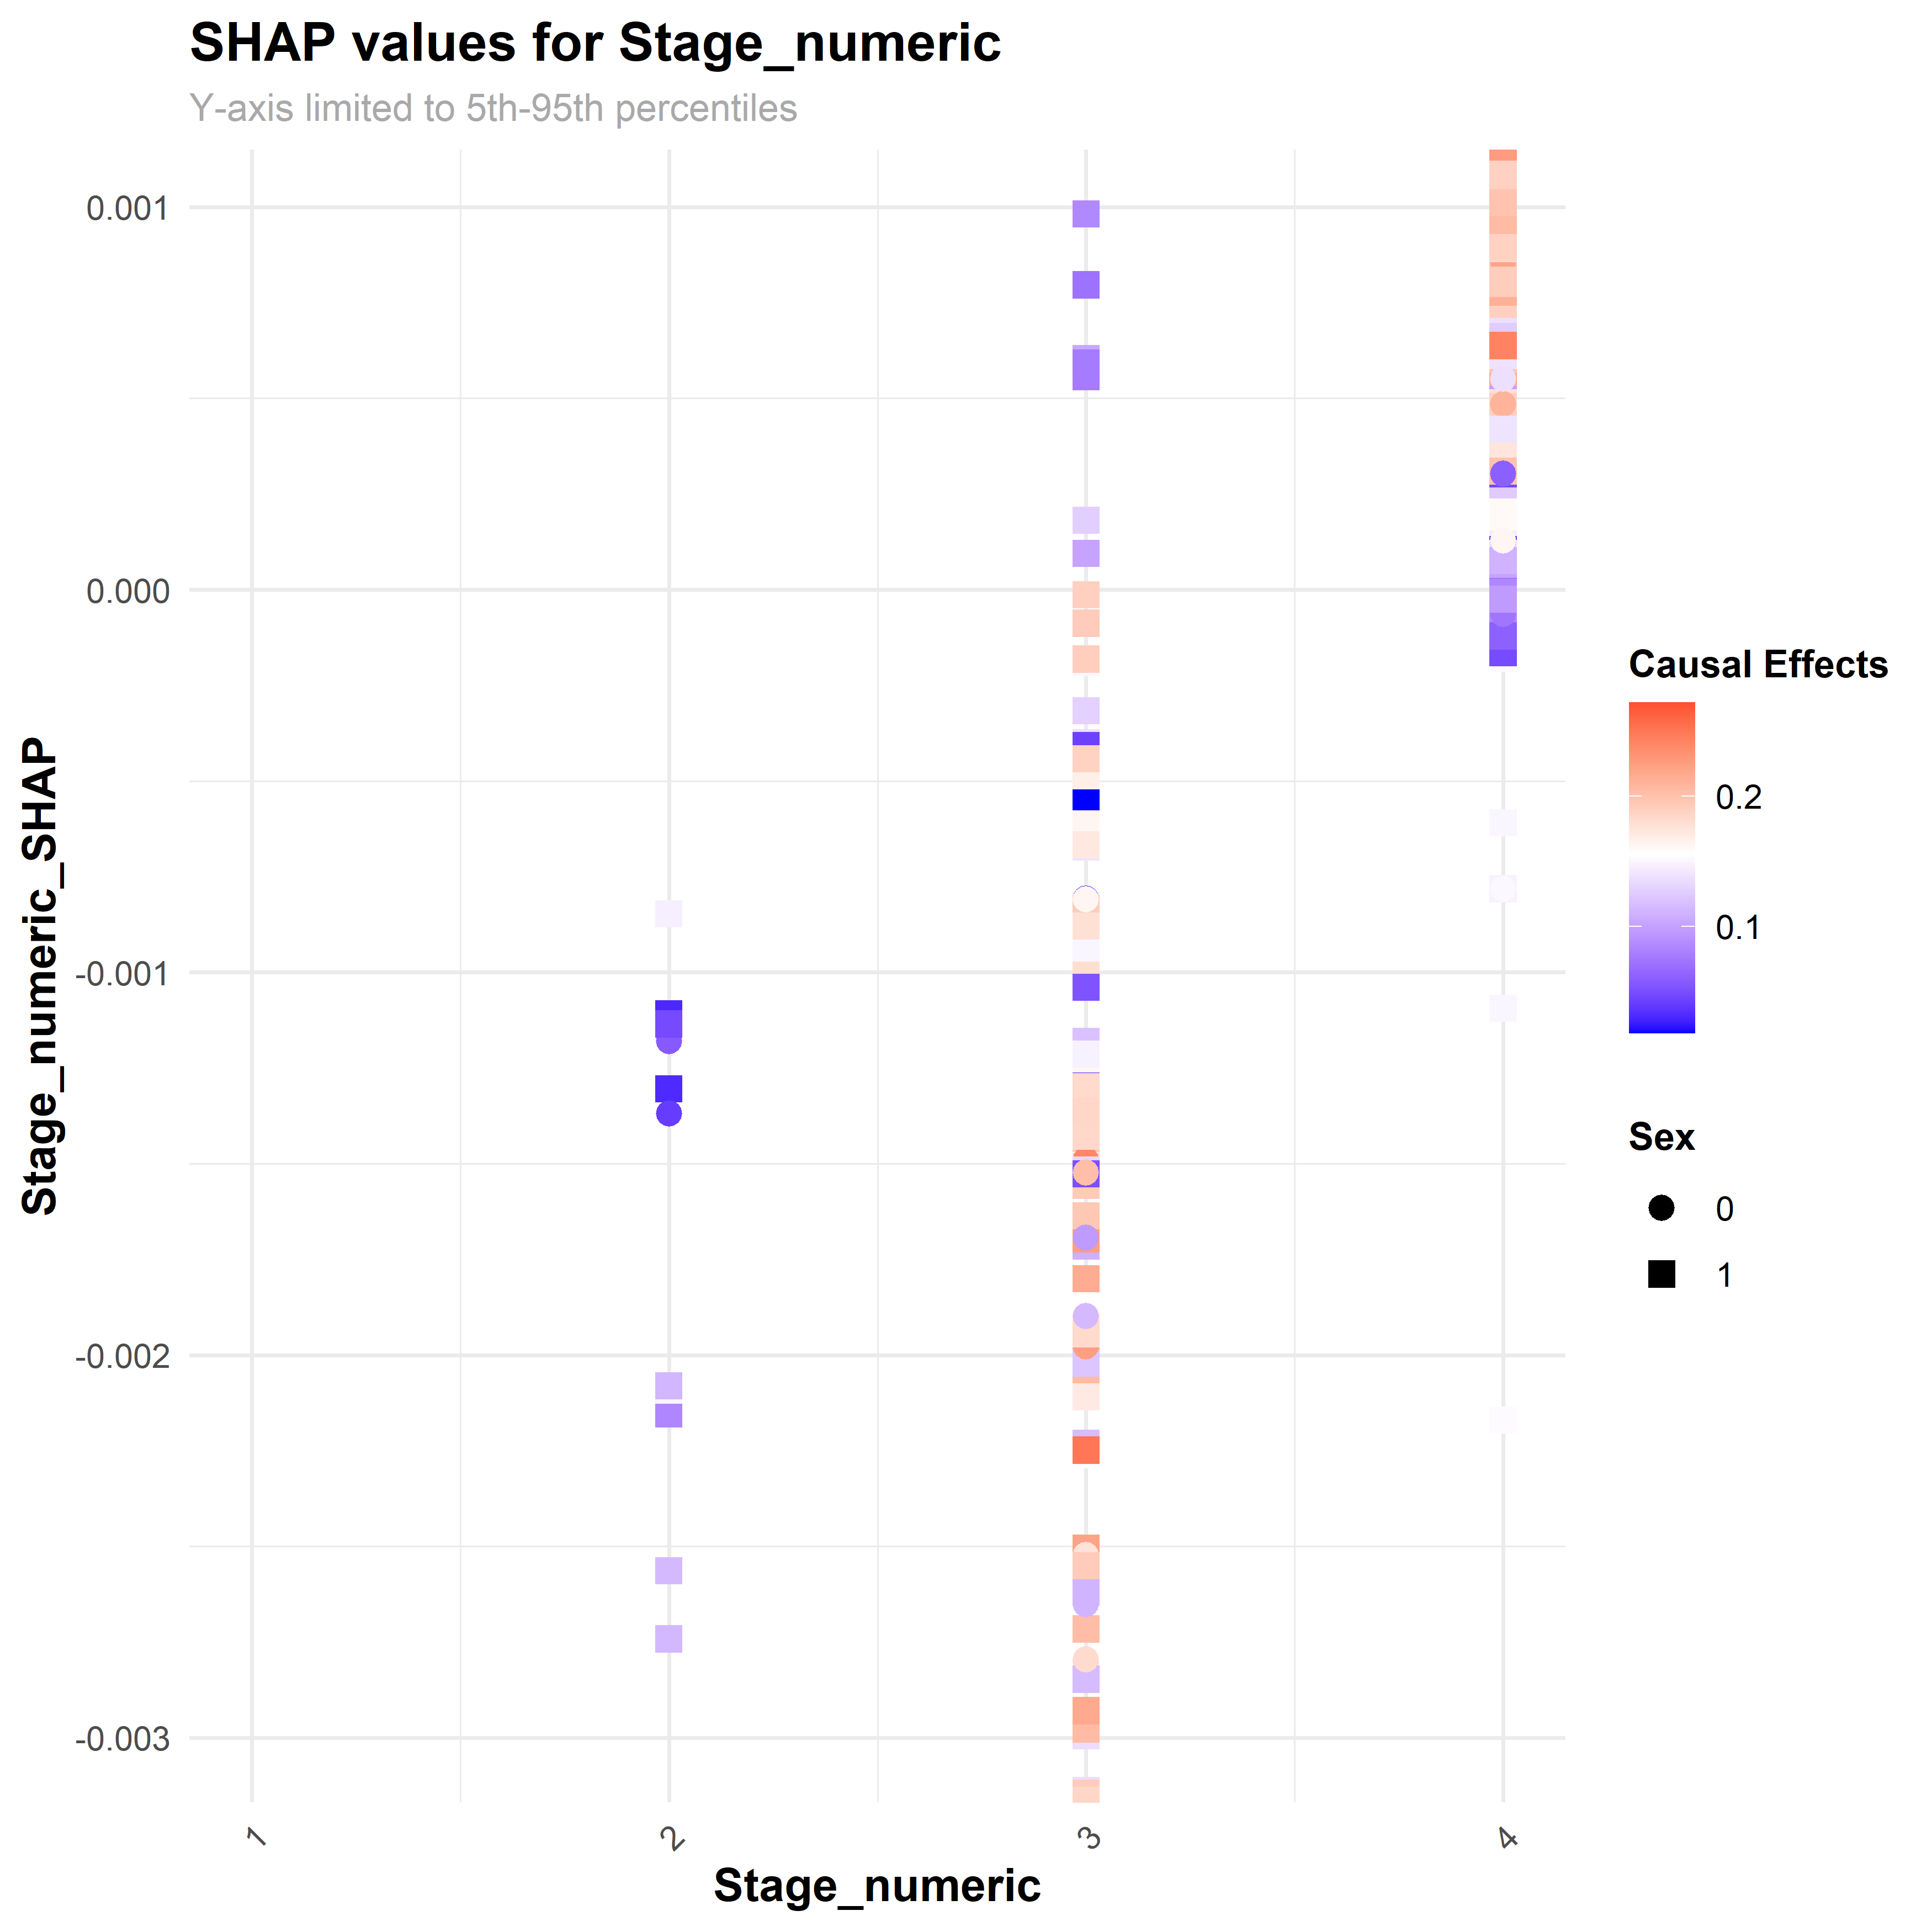 SHAP values for Stage_numeric
Y-axis limited to 5th-95th percentiles
Stage_numeric_SHAP
0.001
0.000
-0.001
-0.002
-0.003
1
2
3
4
Stage_numeric
Causal Effects
0.2
0.1
Sex
0
1